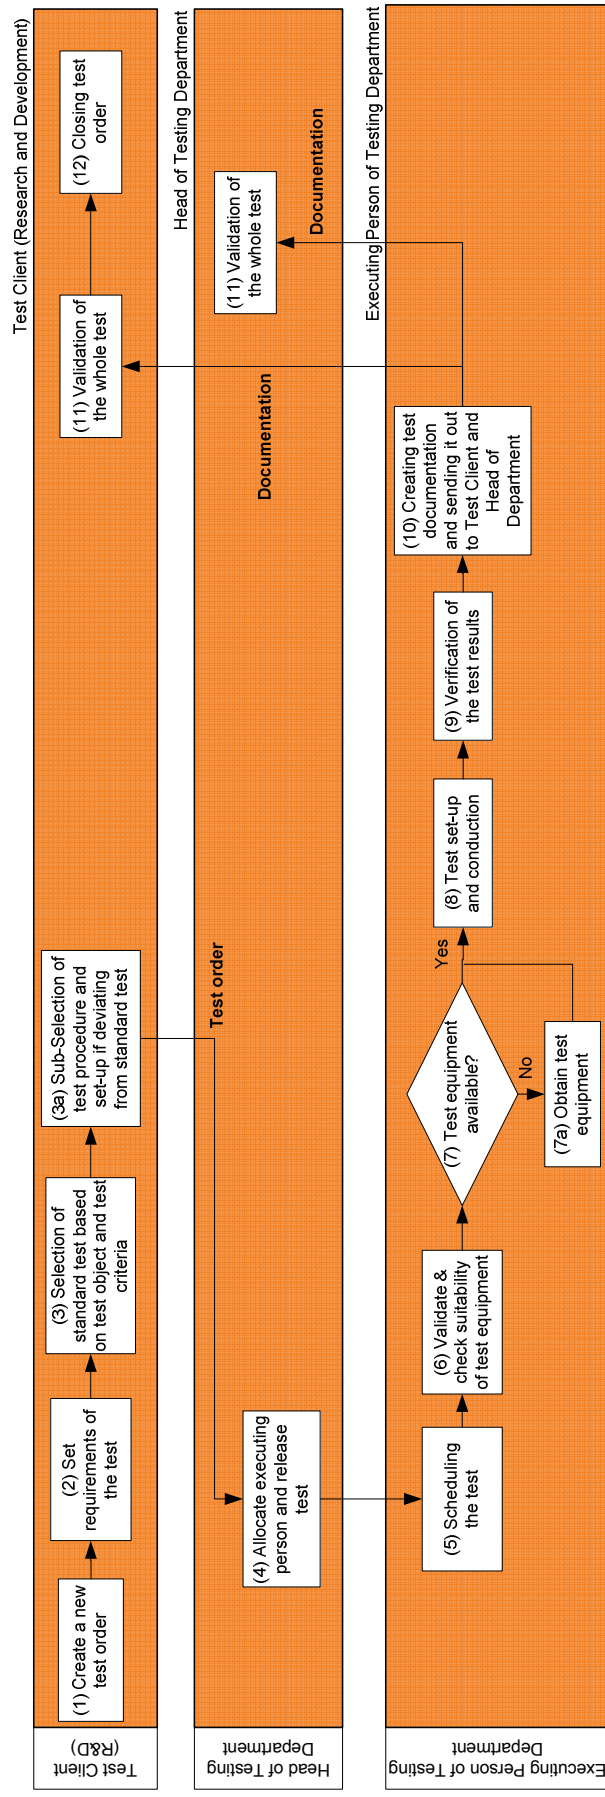 Test Client (Research and Development)
Test Client
(R&D)
(1) Create a new
test order
(2) Set
requirements of
the test
(3) Selection of
standard test based
on test object and test
criteria
(3a) Sub-Selection of
test procedure and
set-up if deviating
from standard test
(11) Validation of
the whole test
(12) Closing test
order
Head of Testing Department
Head of Testing
Department
(4) Allocate executing
person and release
test
Test order
Documentation
(11) Validation of
the whole test
Documentation
Executing Person of Testing Department
Executing Person of Testing
Department
(5) Scheduling
the test
(6) Validate &
check suitability
of test equipment
(7) Test equipment
available?
Yes
No
(7a) Obtain test
equipment
(8) Test set-up
and conduction
(9) Verification of
the test results
(10) Creating test
documentation
and sending it out
to Test Client and
Head of
Department